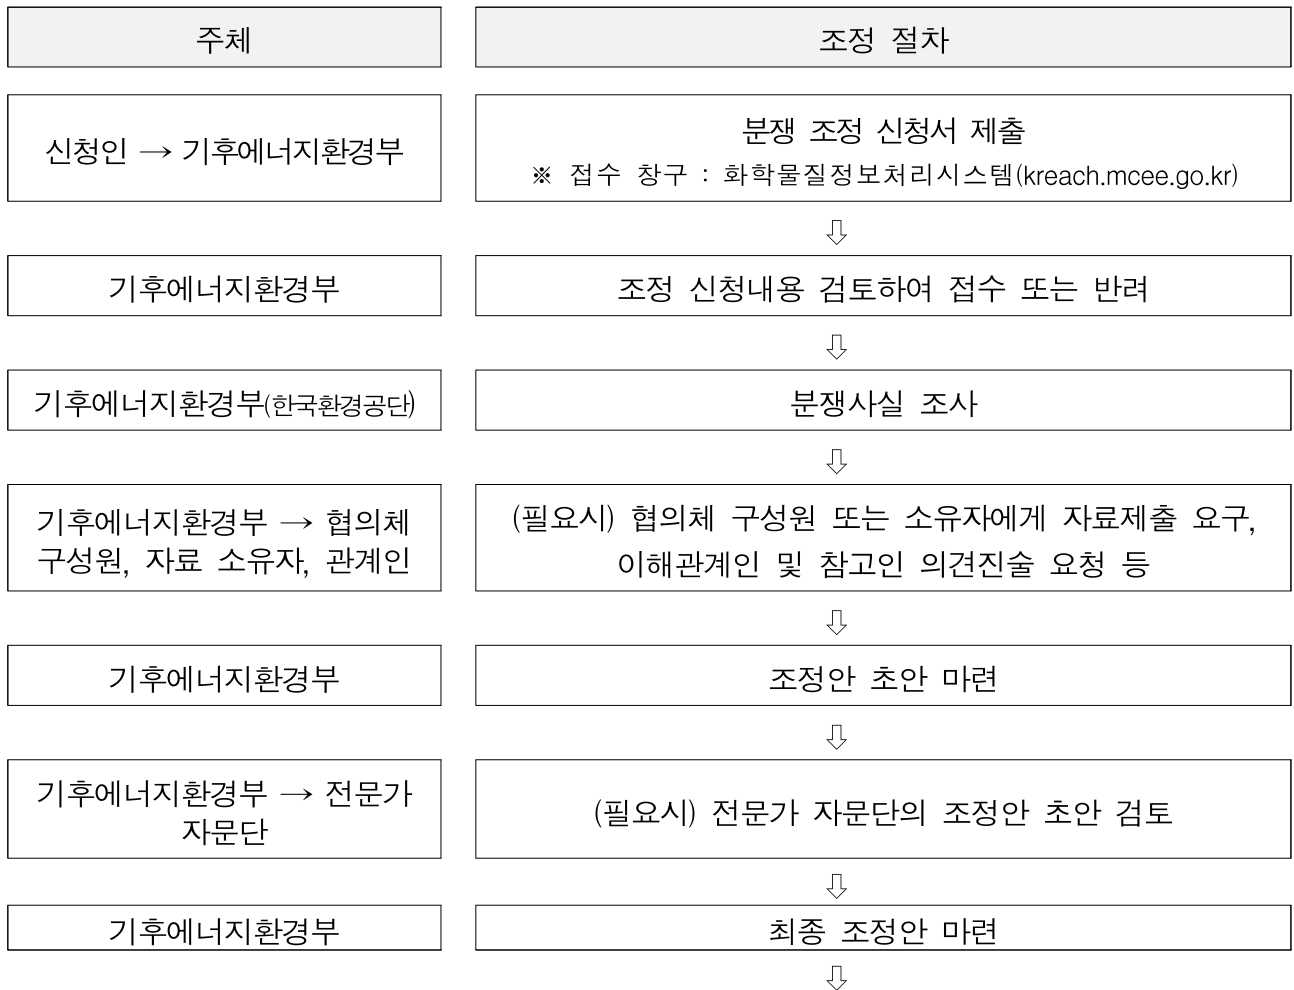 주체
조정 절차
신청인 → 기후에너지환경부
분쟁 조정 신청서 제출
※ 접수 창구 : 화학물질정보처리시스템(kreach.mcee.go.kr)
⇩
기후에너지환경부
조정 신청내용 검토하여 접수 또는 반려
⇩
기후에너지환경부(한국환경공단)
분쟁사실 조사
⇩
기후에너지환경부 → 협의체
구성원, 자료 소유자, 관계인
(필요시) 협의체 구성원 또는 소유자에게 자료제출 요구,
이해관계인 및 참고인 의견진술 요청 등
⇩
기후에너지환경부
조정안 초안 마련
⇩
기후에너지환경부 → 전문가
자문단
(필요시) 전문가 자문단의 조정안 초안 검토
⇩
기후에너지환경부
최종 조정안 마련
⇩